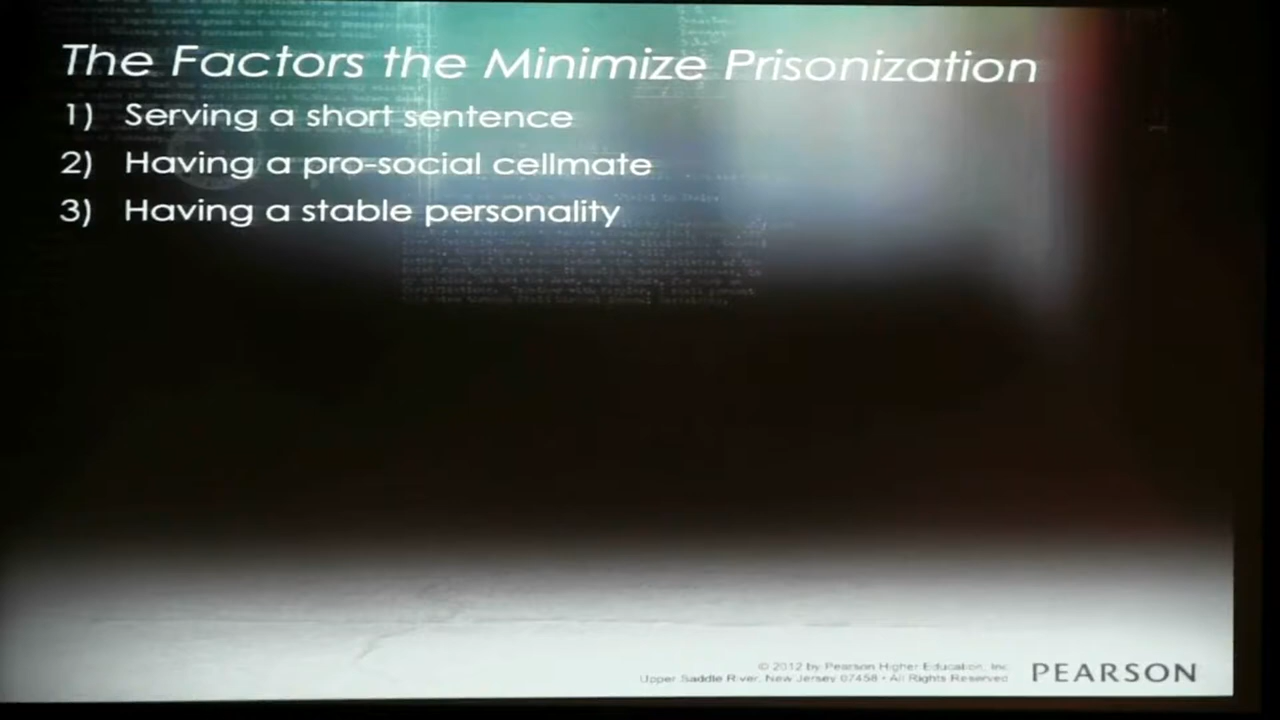 The Factors the Minimize Prisonization
1) Serving a short sentence
2) Having a pro-social cellmate
3) Having a stable personality
© 2012 by Pearson Higher Education, Inc
Upper Saddle River, New Jersey 07458 • All Rights Reserved
PEARSON